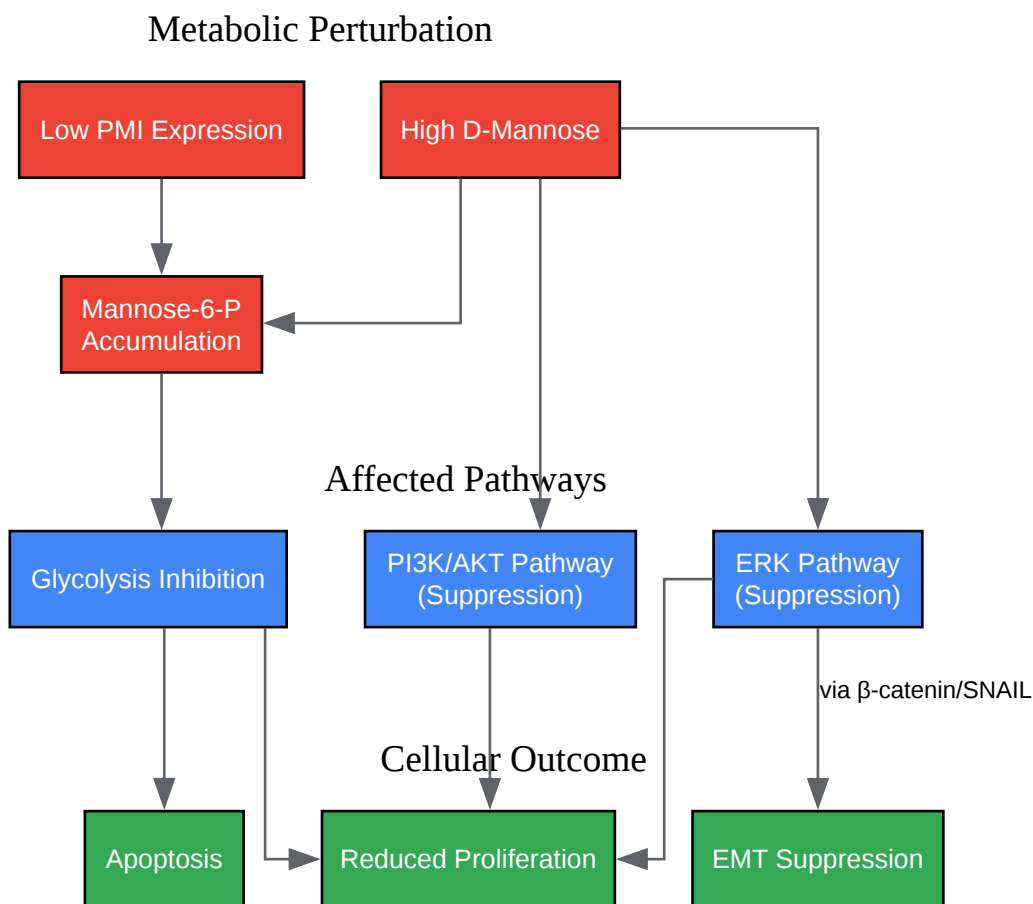 Metabolic Perturbation
Low PMI Expression
High D-Mannose
Mannose-6-P
Accumulation
Affected Pathways
Glycolysis Inhibition
PI3K/AKT Pathway
(Suppression)
ERK Pathway
(Suppression)
via β-catenin/SNAIL
Cellular Outcome
Apoptosis
Reduced Proliferation
EMT Suppression